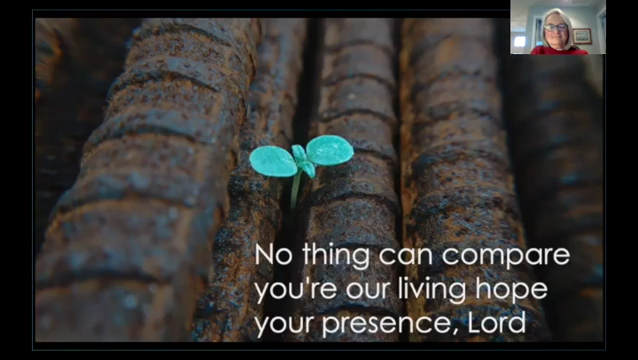 No thing can compare
you're our living hope
your presence, Lord